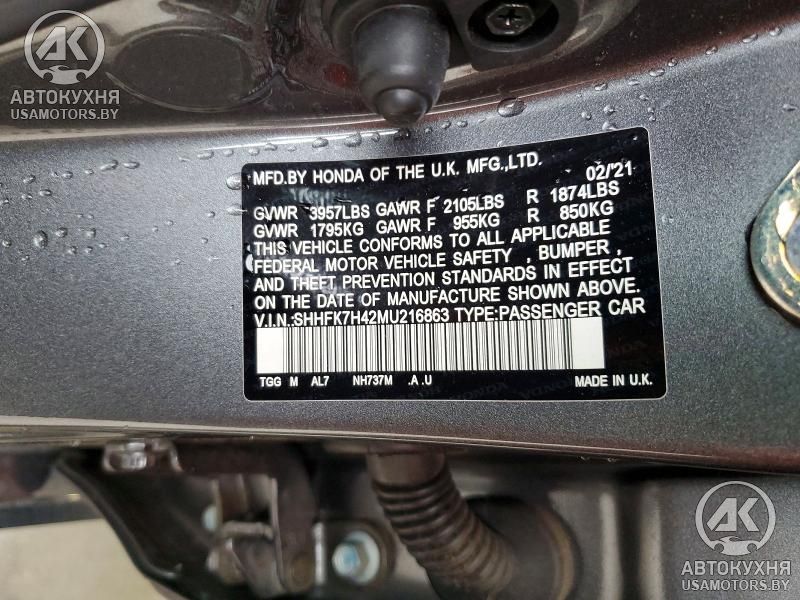 AK
АВТОКУХНЯ
USAMOTORS.BY
MFD.BY HONDA OF THE U.K. MFG.,LTD. 02/'21
GVWR 3957LBS GAWR F 2105LBS R 1874LBS
GVWR 1795KG GAWR F 955KG R 850KG
THIS VEHICLE CONFORMS TO ALL APPLICABLE
FEDERAL MOTOR VEHICLE SAFETY , BUMPER ,
AND THEFT PREVENTION STANDARDS IN EFFECT
ON THE DATE OF MANUFACTURE SHOWN ABOVE.
V.I.N.:SHHFK7H42MU216863 TYPE:PASSENGER CAR
TGG M AL7 NH737M .A .U MADE IN U.K.
AK
АВТОКУХНЯ
USAMOTORS.BY